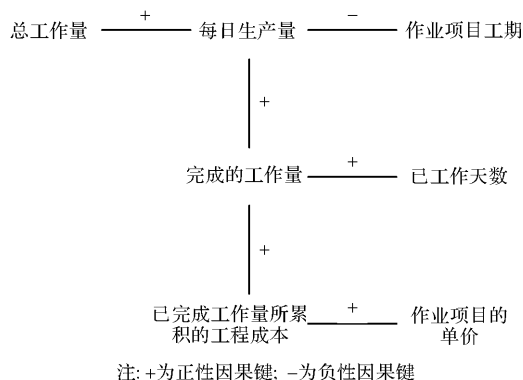 总工作量 + 每日生产量 − 作业项目工期
+
完成的工作量 + 已工作天数
+
已完成工作量所累 + 作业项目的
积的工程成本 单价
注: +为正性因果键; −为负性因果键